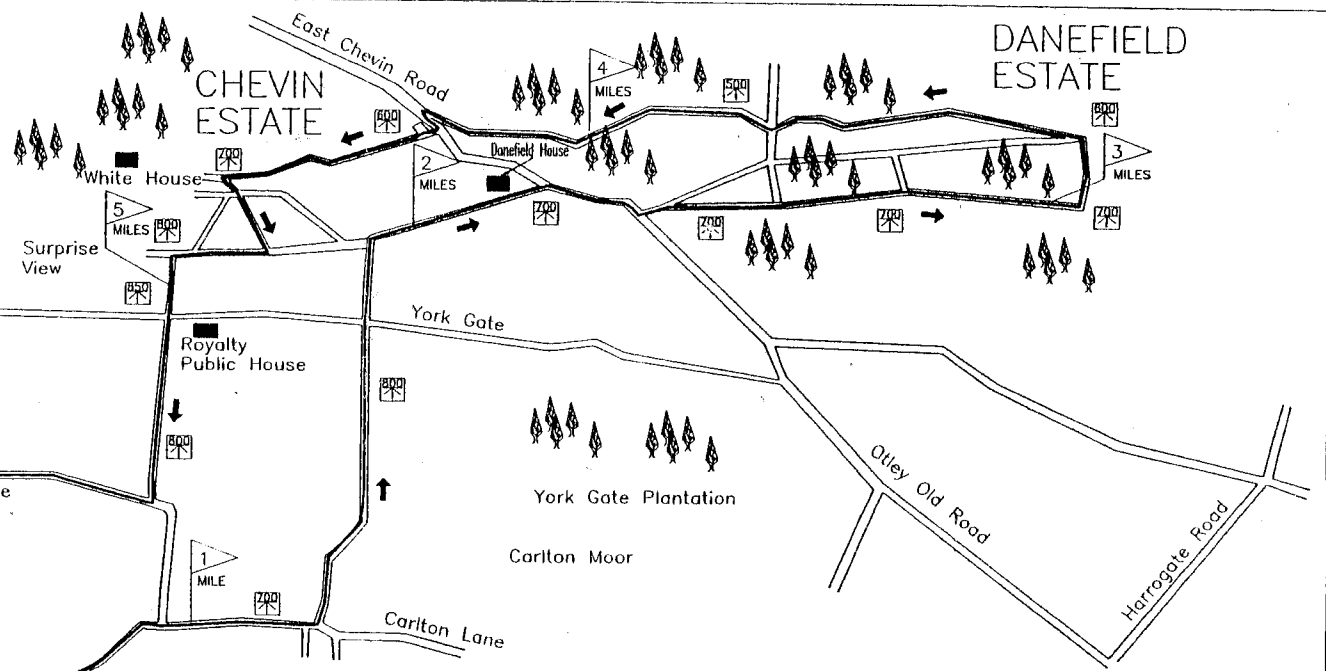 East Chevin Road
DANEFIELD
ESTATE
CHEVIN
ESTATE
4
MILES
500
600
600
Danefield House
3
MILES
2
MILES
700
White House
5
MILES
800
700
700
700
700
Surprise
View
850
York Gate
Royalty
Public House
800
800
Otley Old Road
York Gate Plantation
e
Carlton Moor
Harrogate Road
1
MILE
700
Carlton Lane